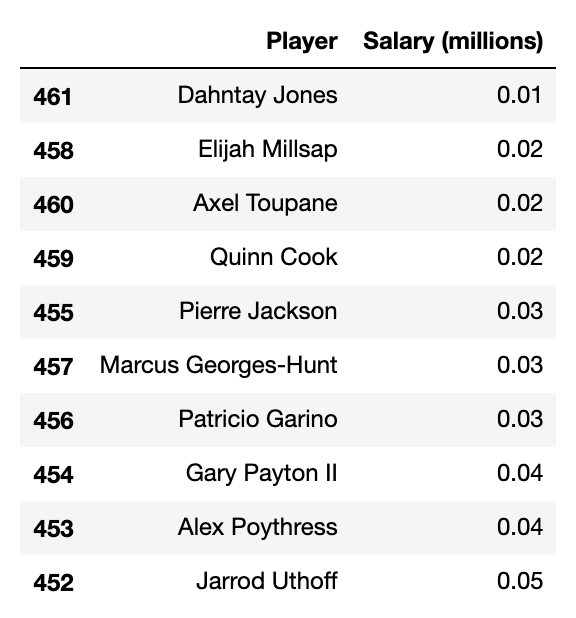 Player Salary (millions)
461 Dahntay Jones 0.01
458 Elijah Millsap 0.02
460 Axel Toupane 0.02
459 Quinn Cook 0.02
455 Pierre Jackson 0.03
457 Marcus Georges-Hunt 0.03
456 Patricio Garino 0.03
454 Gary Payton II 0.04
453 Alex Poythress 0.04
452 Jarrod Uthoff 0.05